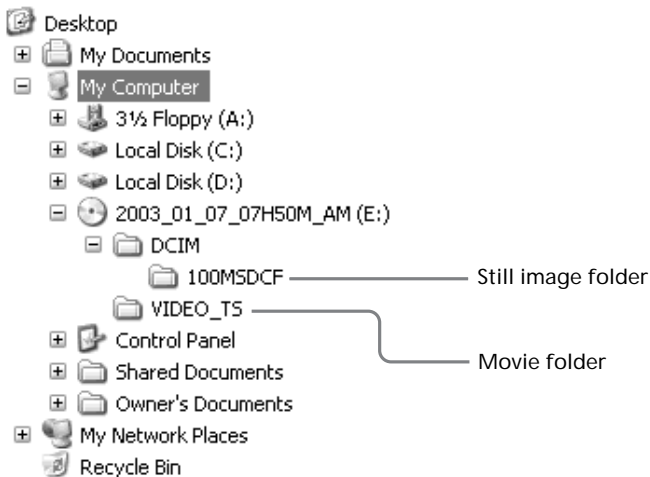 Desktop
My Documents
My Computer
3½ Floppy (A:)
Local Disk (C:)
Local Disk (D:)
2003_01_07_07H50M_AM (E:)
DCIM
100MSDCF
Still image folder
VIDEO_TS
Control Panel
Movie folder
Shared Documents
Owner's Documents
My Network Places
Recycle Bin